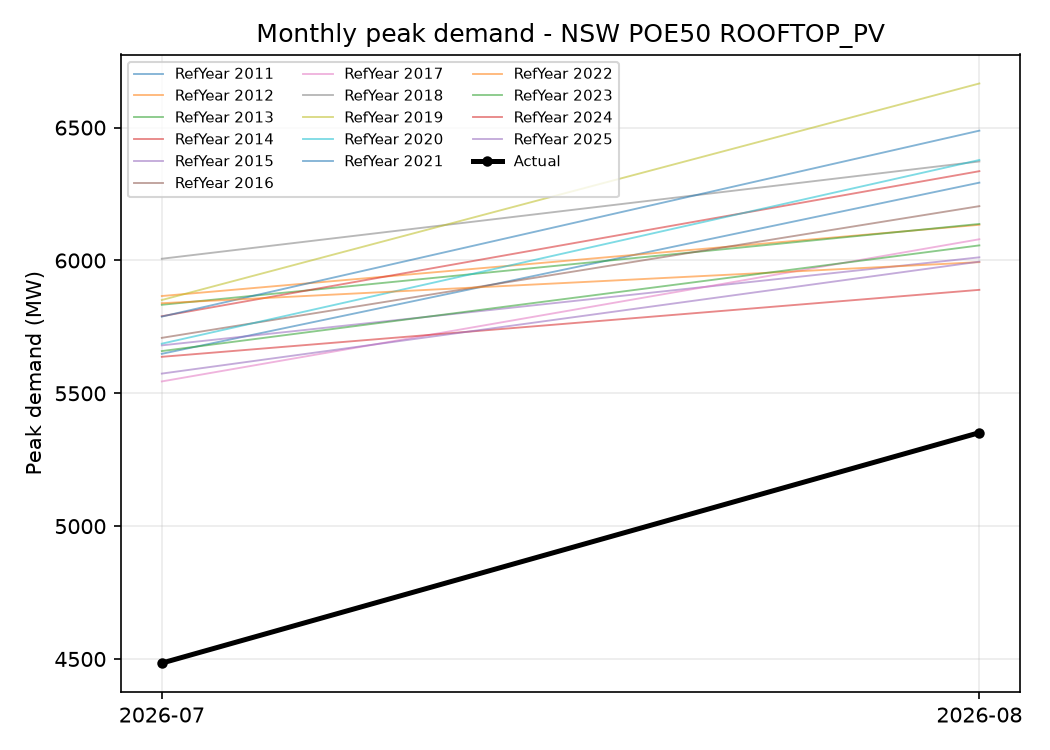 Monthly peak demand - NSW POE50 ROOFTOP_PV
RefYear 2011
RefYear 2012
RefYear 2013
RefYear 2014
RefYear 2015
RefYear 2016
RefYear 2017
RefYear 2018
RefYear 2019
RefYear 2020
RefYear 2021
RefYear 2022
RefYear 2023
RefYear 2024
RefYear 2025
Actual
Peak demand (MW)
6500
6000
5500
5000
4500
2026-07
2026-08